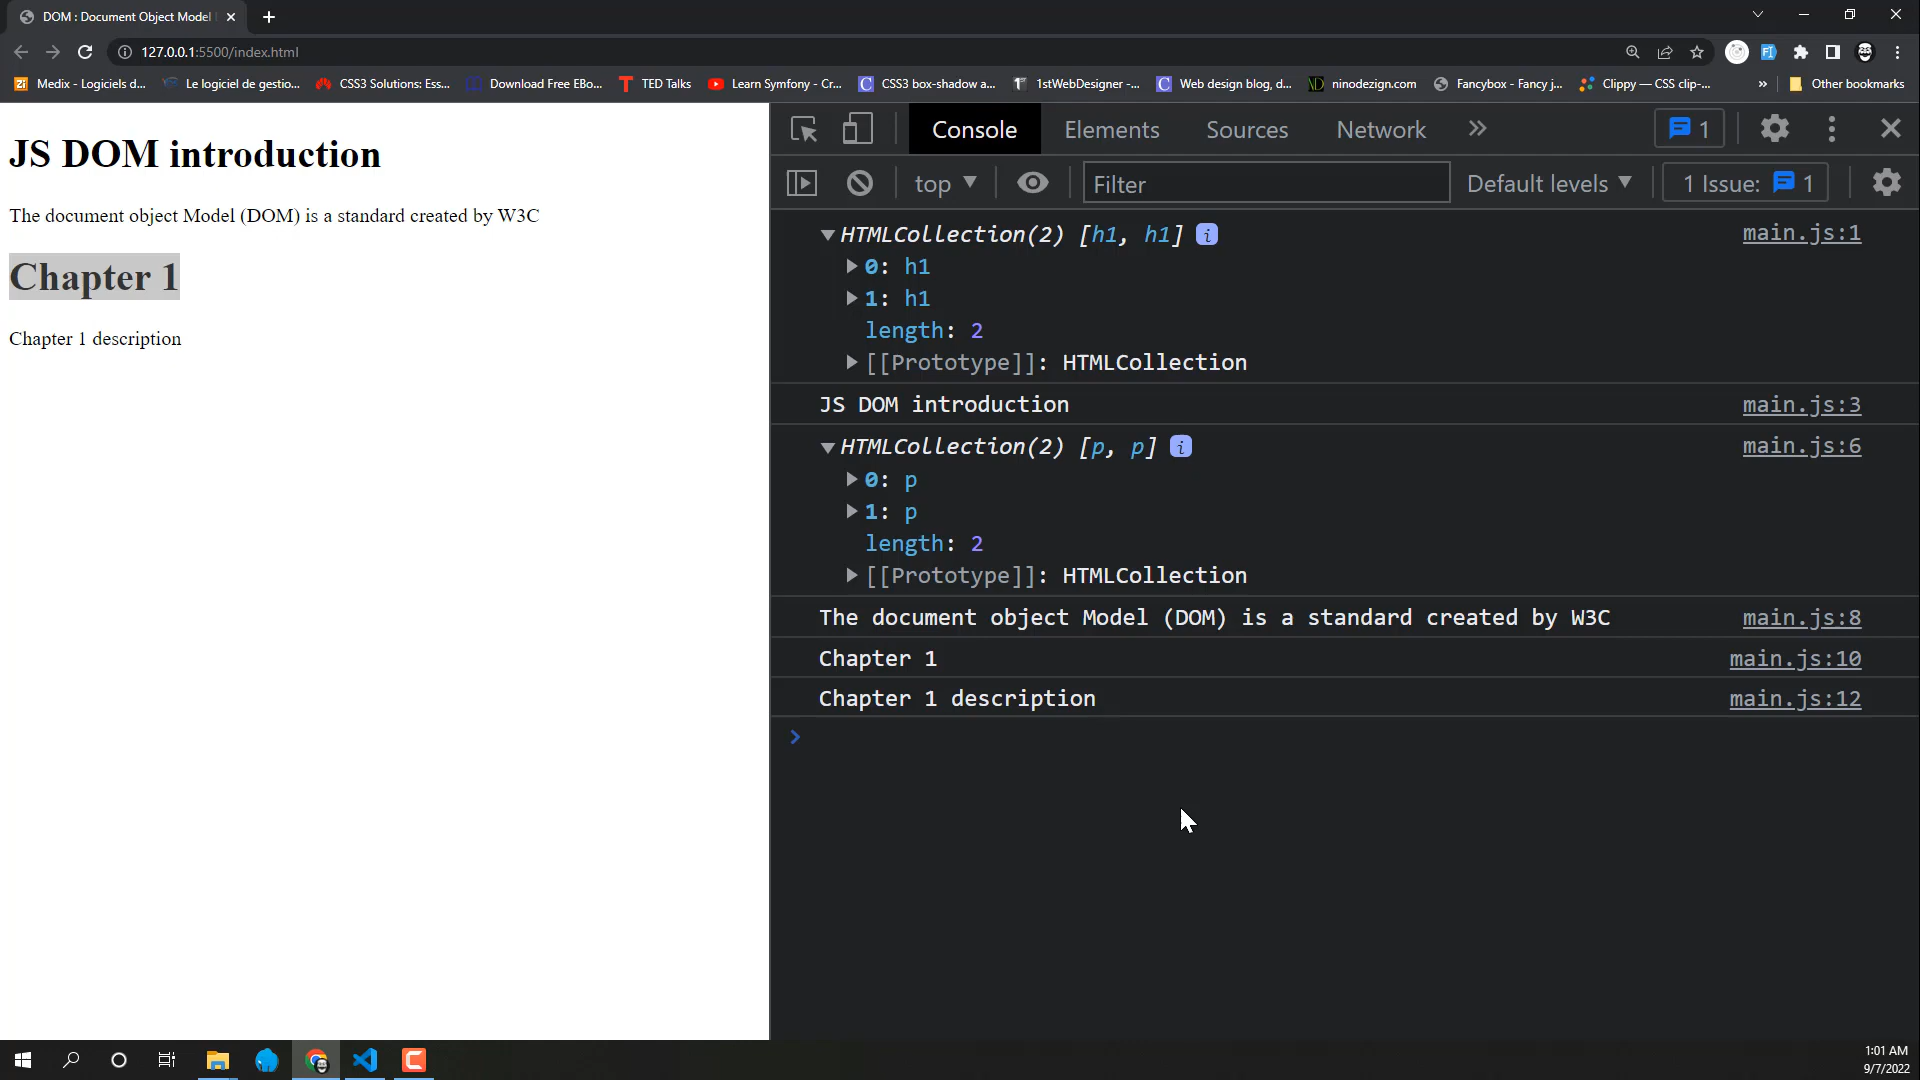 DOM : Document Object Model
127.0.0.1:5500/index.html
Medix - Logiciels d...
Le logiciel de gestio...
CSS3 Solutions: Ess...
Download Free EBo...
TED Talks
Learn Symfony - Cr...
CSS3 box-shadow a...
1stWebDesigner -...
Web design blog, d...
ninodezign.com
Fancybox - Fancy j...
Clippy — CSS clip-...
»
Other bookmarks
JS DOM introduction
The document object Model (DOM) is a standard created by W3C
Chapter 1
Chapter 1 description
Console Elements Sources Network » 1
top Filter Default levels 1 Issue: 1
HTMLCollection(2) [h1, h1] i main.js:1
0: h1
1: h1
length: 2
[[Prototype]]: HTMLCollection
JS DOM introduction main.js:3
HTMLCollection(2) [p, p] i main.js:6
0: p
1: p
length: 2
[[Prototype]]: HTMLCollection
The document object Model (DOM) is a standard created by W3C main.js:8
Chapter 1 main.js:10
Chapter 1 description main.js:12
1:01 AM
9/7/2022